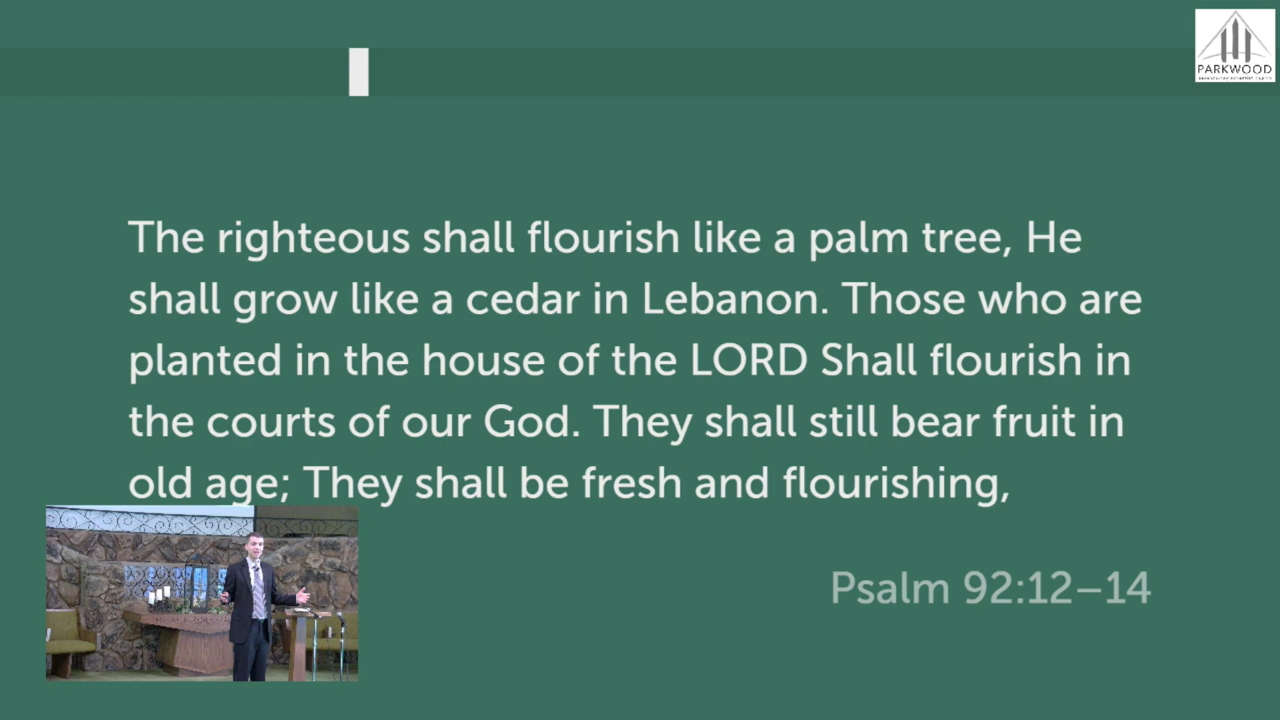 PARKWOOD
The righteous shall flourish like a palm tree, He
shall grow like a cedar in Lebanon. Those who are
planted in the house of the LORD Shall flourish in
the courts of our God. They shall still bear fruit in
old age; They shall be fresh and flourishing,
Psalm 92:12–14